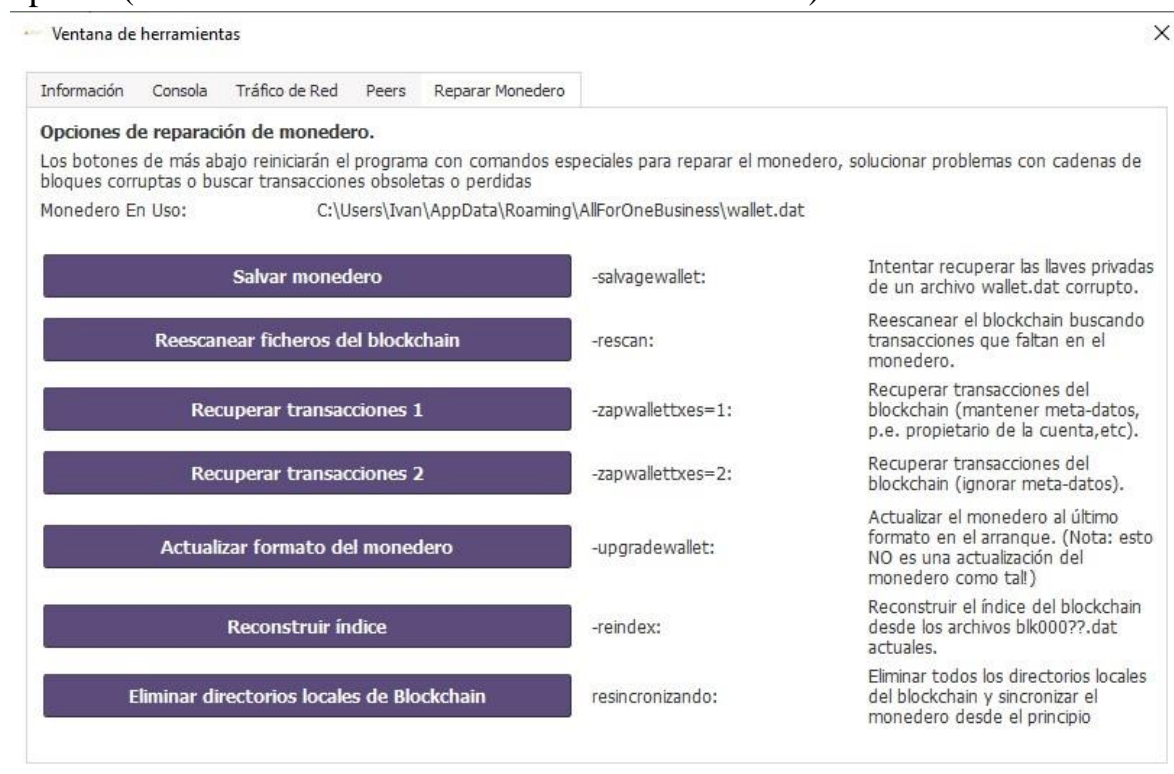 Ventana de herramientas
Información Consola Tráfico de Red Peers Reparar Monedero
Opciones de reparación de monedero.
Los botones de más abajo reiniciarán el programa con comandos especiales para reparar el monedero, solucionar problemas con cadenas de
bloques corruptas o buscar transacciones obsoletas o perdidas
Monedero En Uso: C:\Users\Ivan\AppData\Roaming\AllForOneBusiness\wallet.dat
Salvar monedero
-salvagewallet:
Intentar recuperar las llaves privadas
de un archivo wallet.dat corrupto.
Reescanear ficheros del blockchain
-rescan:
Reescanear el blockchain buscando
transacciones que faltan en el
monedero.
Recuperar transacciones 1
-zapwallettxes=1:
Recuperar transacciones del
blockchain (mantener meta-datos,
p.e. propietario de la cuenta,etc).
Recuperar transacciones 2
-zapwallettxes=2:
Recuperar transacciones del
blockchain (ignorar meta-datos).
Actualizar formato del monedero
-upgradewallet:
Actualizar el monedero al último
formato en el arranque. (Nota: esto
NO es una actualización del
monedero como tal!)
Reconstruir índice
-reindex:
Reconstruir el índice del blockchain
desde los archivos blk000??.dat
actuales.
Eliminar directorios locales de Blockchain
resincronizando:
Eliminar todos los directorios locales
del blockchain y sincronizar el
monedero desde el principio